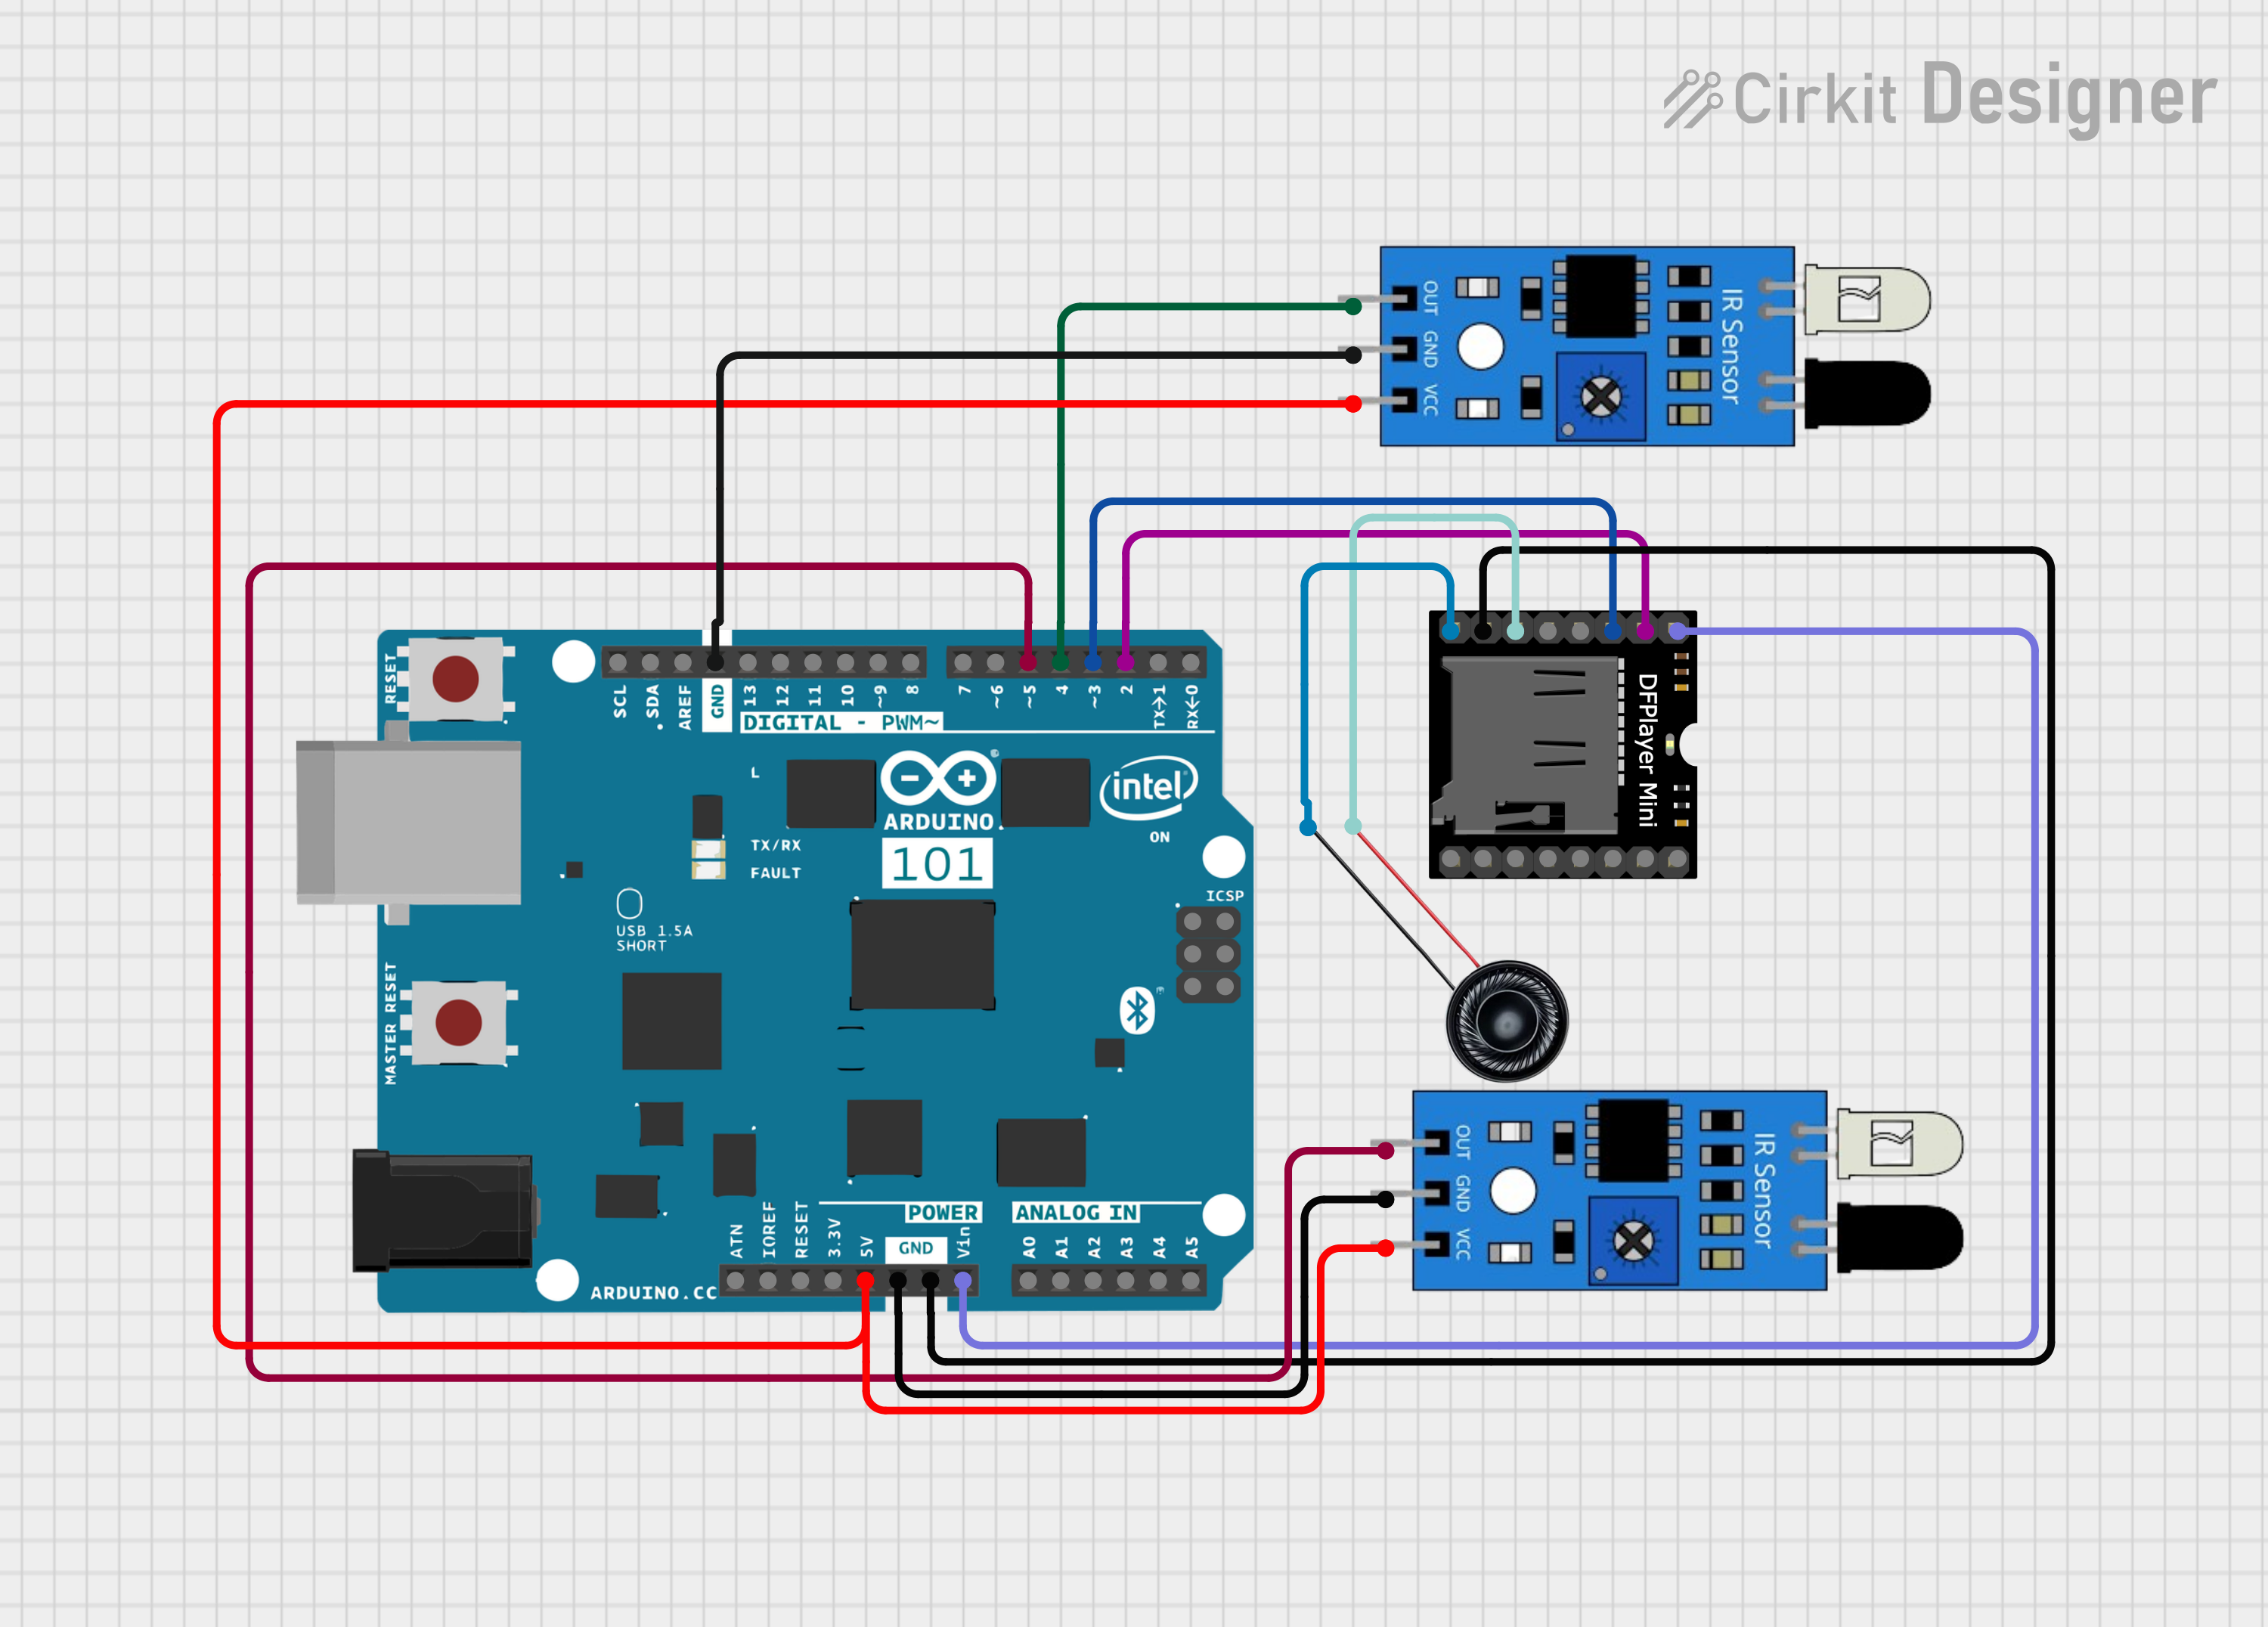 Cirkit Designer
OUT
GND
VCC
IR Sensor
RESET
SCL
SDA
AREF
GND
13
12
11
10
~9
8
7
~6
~5
4
~3
2
TX→1
RX←0
DIGITAL - PWM~
L
ARDUINO
intel
ON
TX/RX
FAULT
101
ICSP
USB 1.5A
SHORT
MASTER RESET
DFPlayer Mini
POWER
ANALOG IN
ATN
IOREF
RESET
3.3V
5V
GND
Vin
A0
A1
A2
A3
A4
A5
ARDUINO.CC
OUT
GND
VCC
IR Sensor